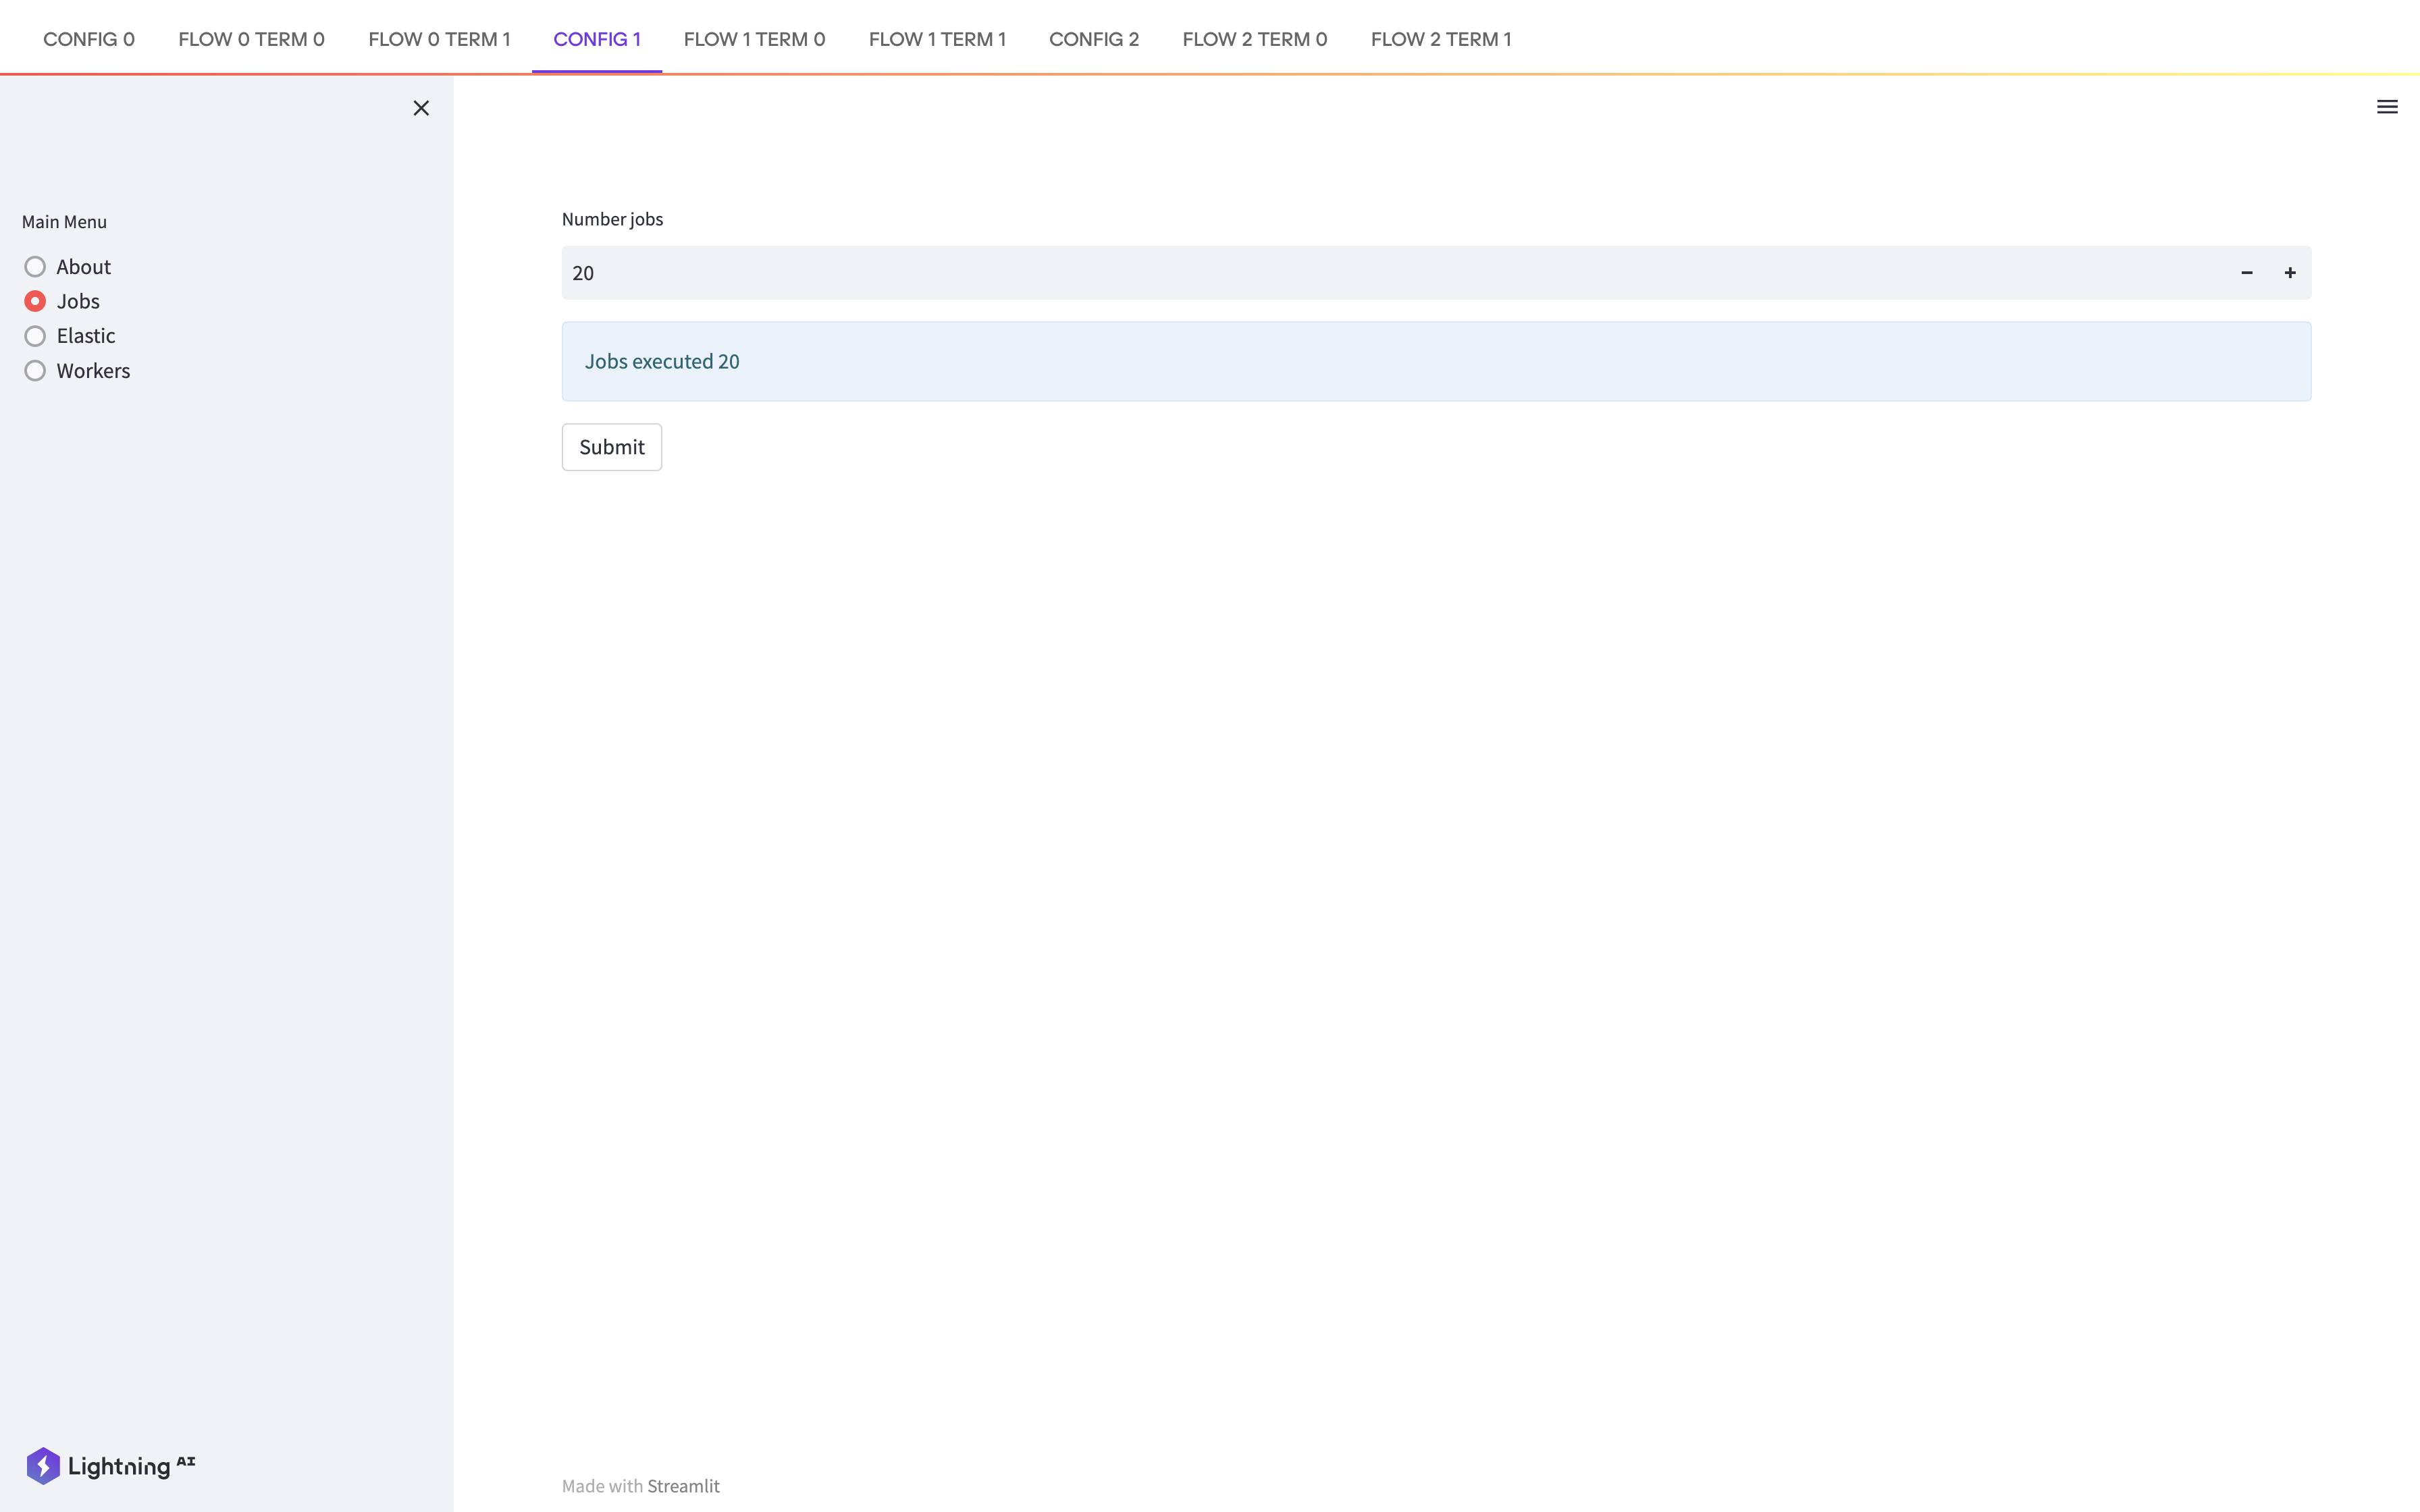 CONFIG 0 FLOW 0 TERM 0 FLOW 0 TERM 1 CONFIG 1 FLOW 1 TERM 0 FLOW 1 TERM 1 CONFIG 2 FLOW 2 TERM 0 FLOW 2 TERM 1
Main Menu
About
Jobs
Elastic
Workers
Number jobs
20
Jobs executed 20
Submit
Lightning AI
Made with Streamlit